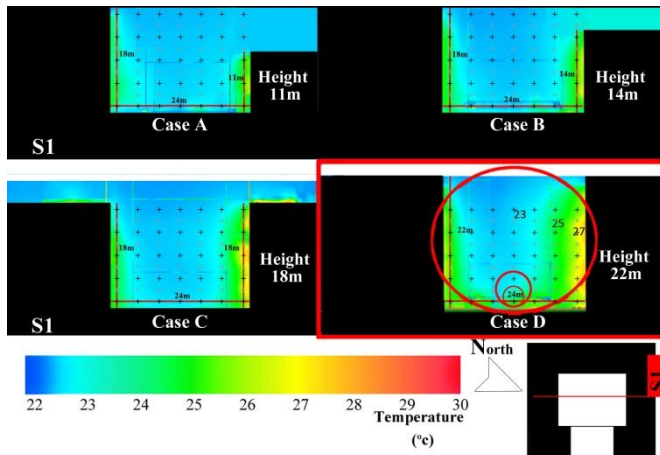 18m
11m
24m
Height
11m
Case A
18m
14m
24m
Height
14m
Case B
S1
18m
18m
24m
Height
18m
Case C
S1
22m
23
25
27
24m
Height
22m
Case D
22 23 24 25 26 27 28 29 30
Temperature
(°c)
North
S1